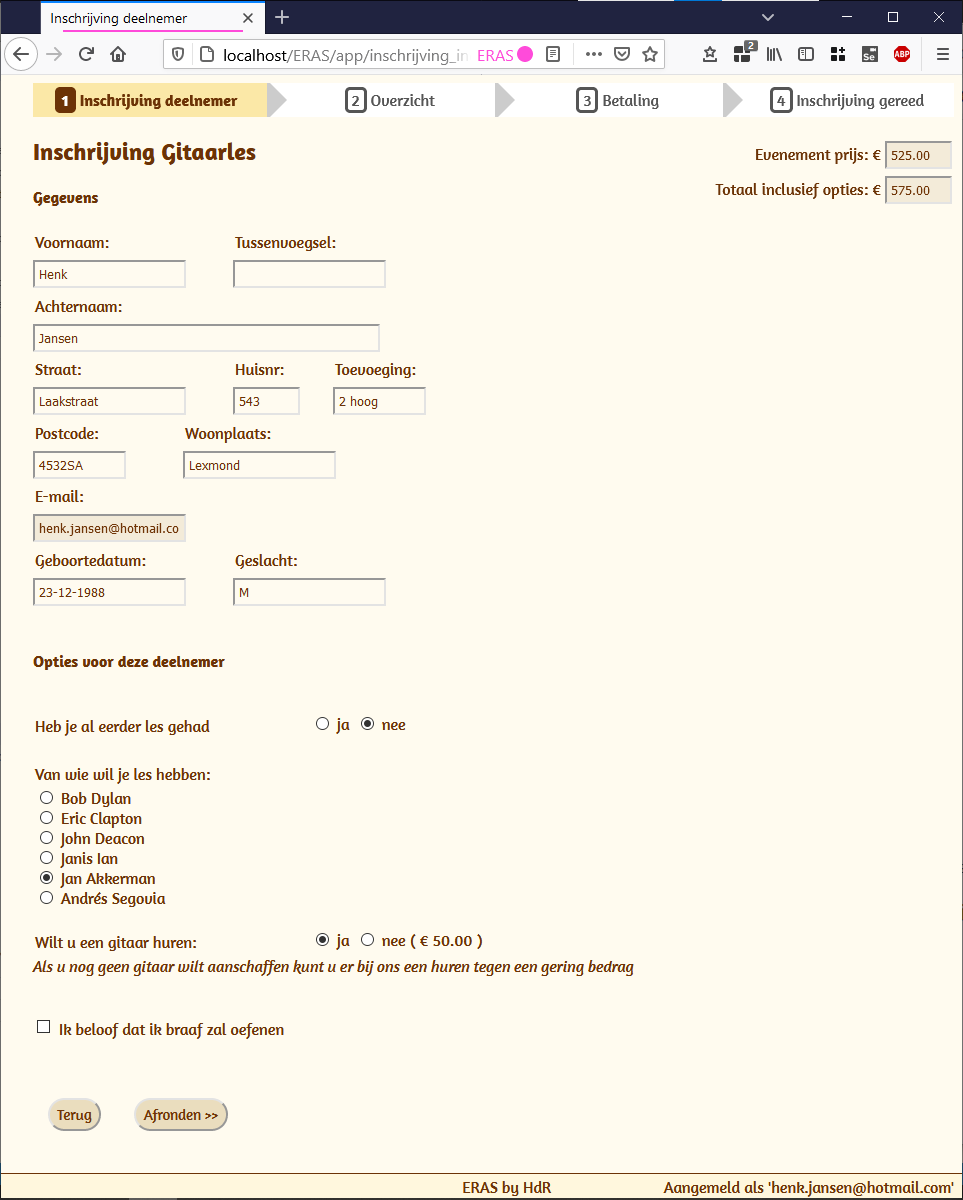 Inschrijving deelnemer
localhost/ERAS/app/inschrijving_in ERAS
2
Se
ABP
1 Inschrijving deelnemer 2 Overzicht 3 Betaling 4 Inschrijving gereed
Inschrijving Gitaarles
Evenement prijs: € 525.00
Totaal inclusief opties: € 575.00
Gegevens
Voornaam: Tussenvoegsel:
Henk
Achternaam:
Jansen
Straat: Huisnr: Toevoeging:
Laakstraat 543 2 hoog
Postcode: Woonplaats:
4532SA Lexmond
E-mail:
henk.jansen@hotmail.co
Geboortedatum: Geslacht:
23-12-1988 M
Opties voor deze deelnemer
Heb je al eerder les gehad ja nee
Van wie wil je les hebben:
Bob Dylan
Eric Clapton
John Deacon
Janis Ian
Jan Akkerman
Andrés Segovia
Wilt u een gitaar huren: ja nee ( € 50.00 )
Als u nog geen gitaar wilt aanschaffen kunt u er bij ons een huren tegen een gering bedrag
Ik beloof dat ik braaf zal oefenen
Terug Afronden >>
ERAS by HdR Aangemeld als 'henk.jansen@hotmail.com'